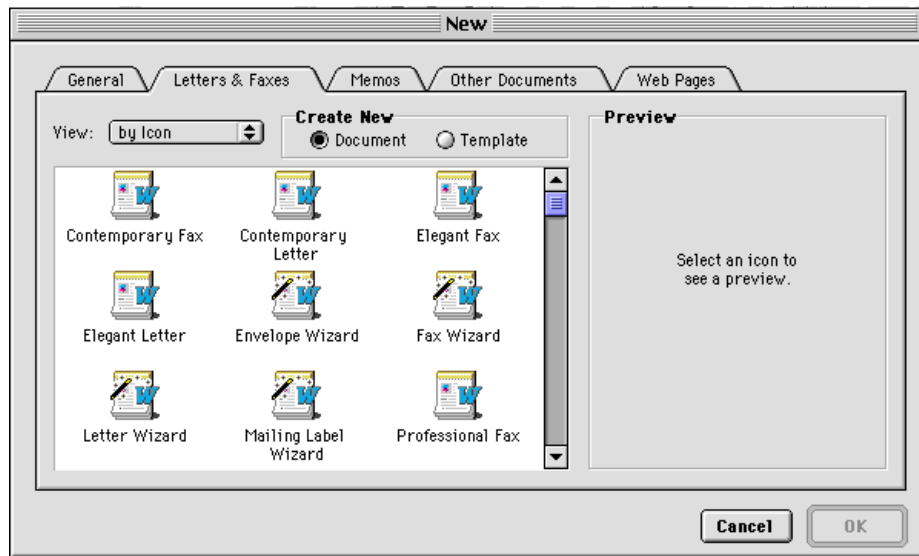 New
General
Letters & Faxes
Memos
Other Documents
Web Pages
View:
by Icon
Create New
Document
Template
Preview
Contemporary Fax
Contemporary
Letter
Elegant Fax
Elegant Letter
Envelope Wizard
Fax Wizard
Letter Wizard
Mailing Label
Wizard
Professional Fax
Select an icon to
see a preview.
Cancel
OK